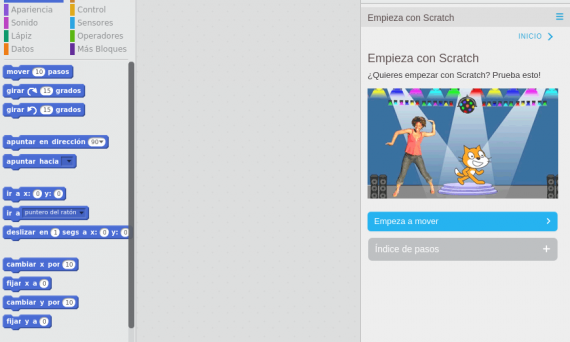 Apariencia
Control
Sonido
Sensores
Lápiz
Operadores
Datos
Más Bloques
mover 10 pasos
girar 15 grados
girar 15 grados
apuntar en dirección 90
apuntar hacia
ir a x: 0 y: 0
ir a puntero del ratón
deslizar en 1 segs a x: 0 y: 0
cambiar x por 10
fijar x a 0
cambiar y por 10
fijar y a 0
Empieza con Scratch
INICIO
Empieza con Scratch
¿Quieres empezar con Scratch? Prueba esto!
Empeza a mover
Índice de pasos +